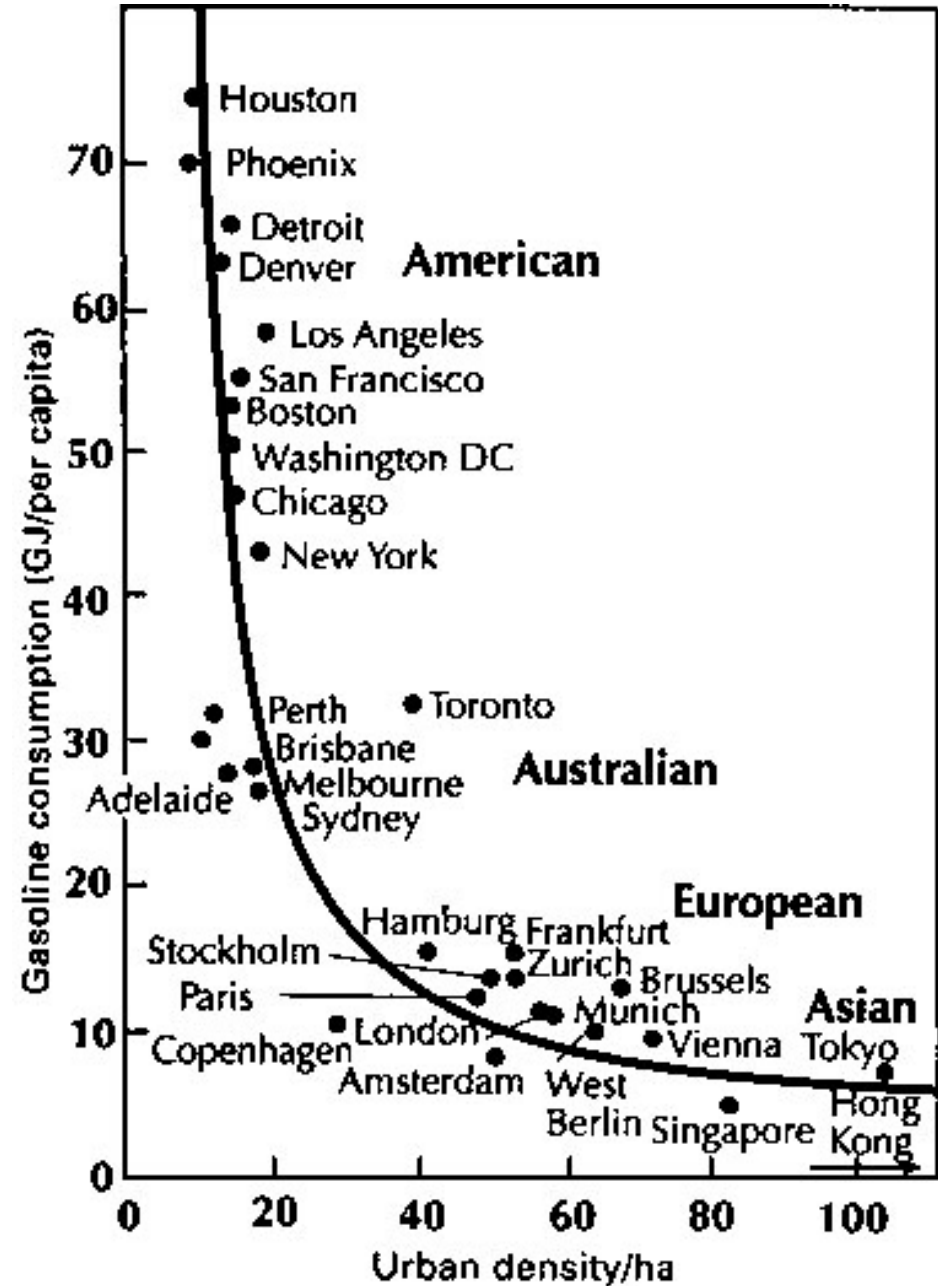 Houston
70
Phoenix
Detroit
Denver
American
60
Los Angeles
San Francisco
Boston
50
Washington DC
Chicago
New York
40
Perth
Toronto
30
Brisbane
Australian
Adelaide
Melbourne
Sydney
20
European
Hamburg
Frankfurt
Stockholm
Zurich
Brussels
Paris
Asian
10
London
Munich
Vienna
Tokyo
Copenhagen
Amsterdam
West
Berlin
Singapore
Hong
Kong
0
0 20 40 60 80 100
Urban density/ha
Gasoline consumption (GJ/per capita)